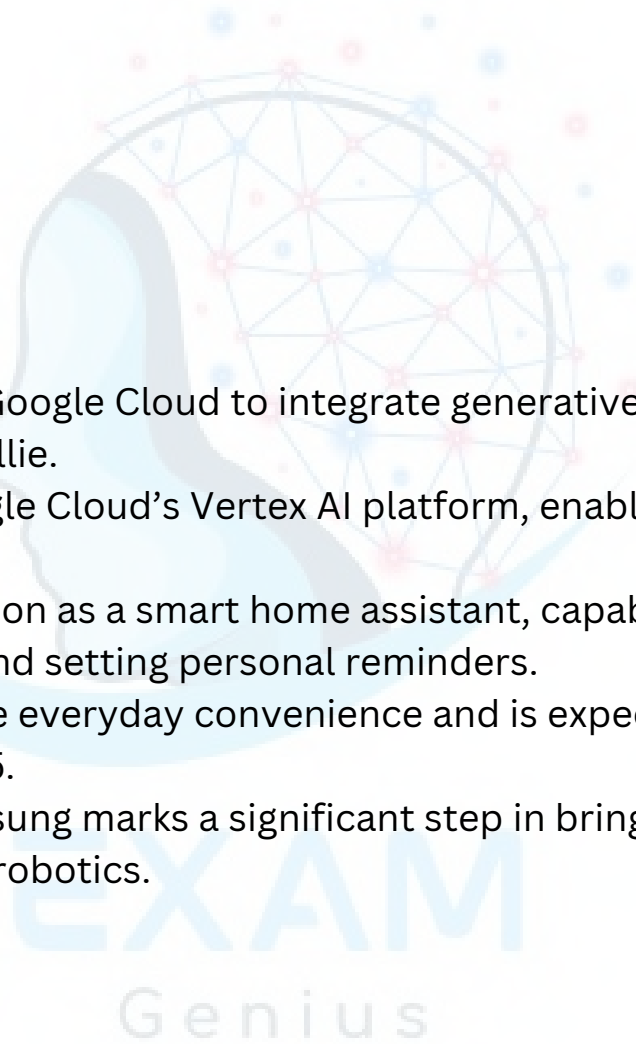 Google Cloud to integrate generative
llie.
gle Cloud’s Vertex AI platform, enabl
on as a smart home assistant, capab
nd setting personal reminders.
e everyday convenience and is expec
5.
sung marks a significant step in bring
robotics.
EXAM
Genius